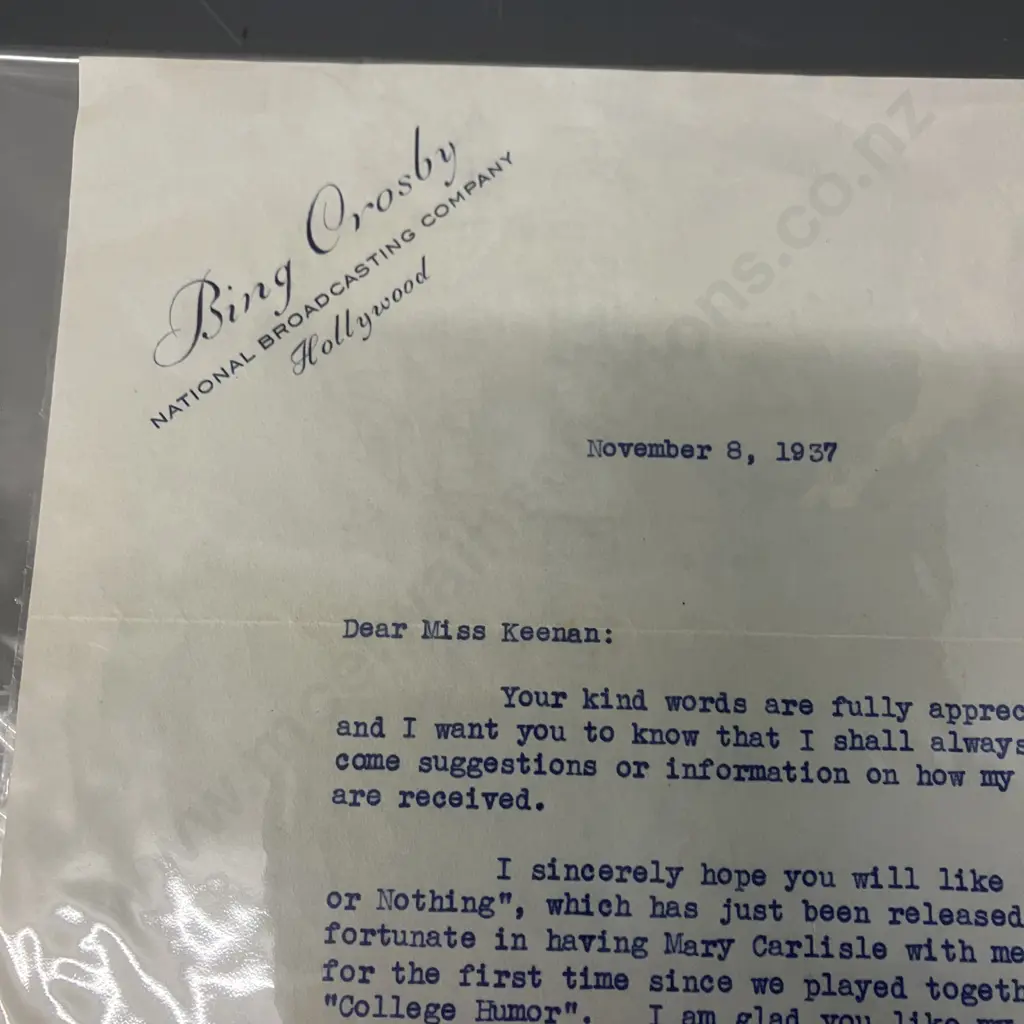 Bing Crosby
NATIONAL BROADCASTING COMPANY
Hollywood
November 8, 1937
Dear Miss Keenan:
Your kind words are fully apprec
and I want you to know that I shall always
come suggestions or information on how my
are received.
I sincerely hope you will like
or Nothing", which has just been released
fortunate in having Mary Carlisle with me
for the first time since we played togeth
"College Humor". I am glad you like my